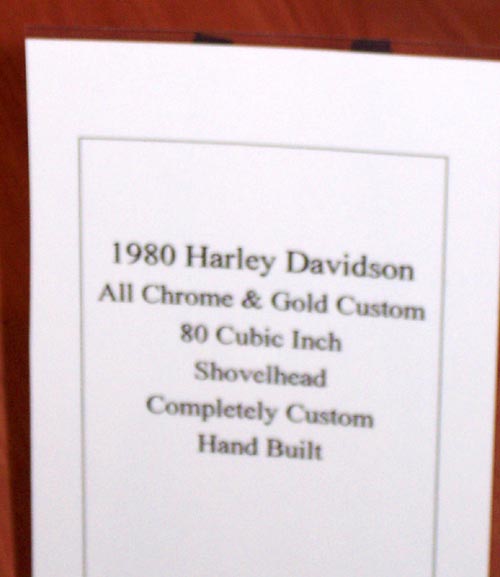 1980 Harley Davidson
All Chrome & Gold Custom
80 Cubic Inch
Shovelhead
Completely Custom
Hand Built